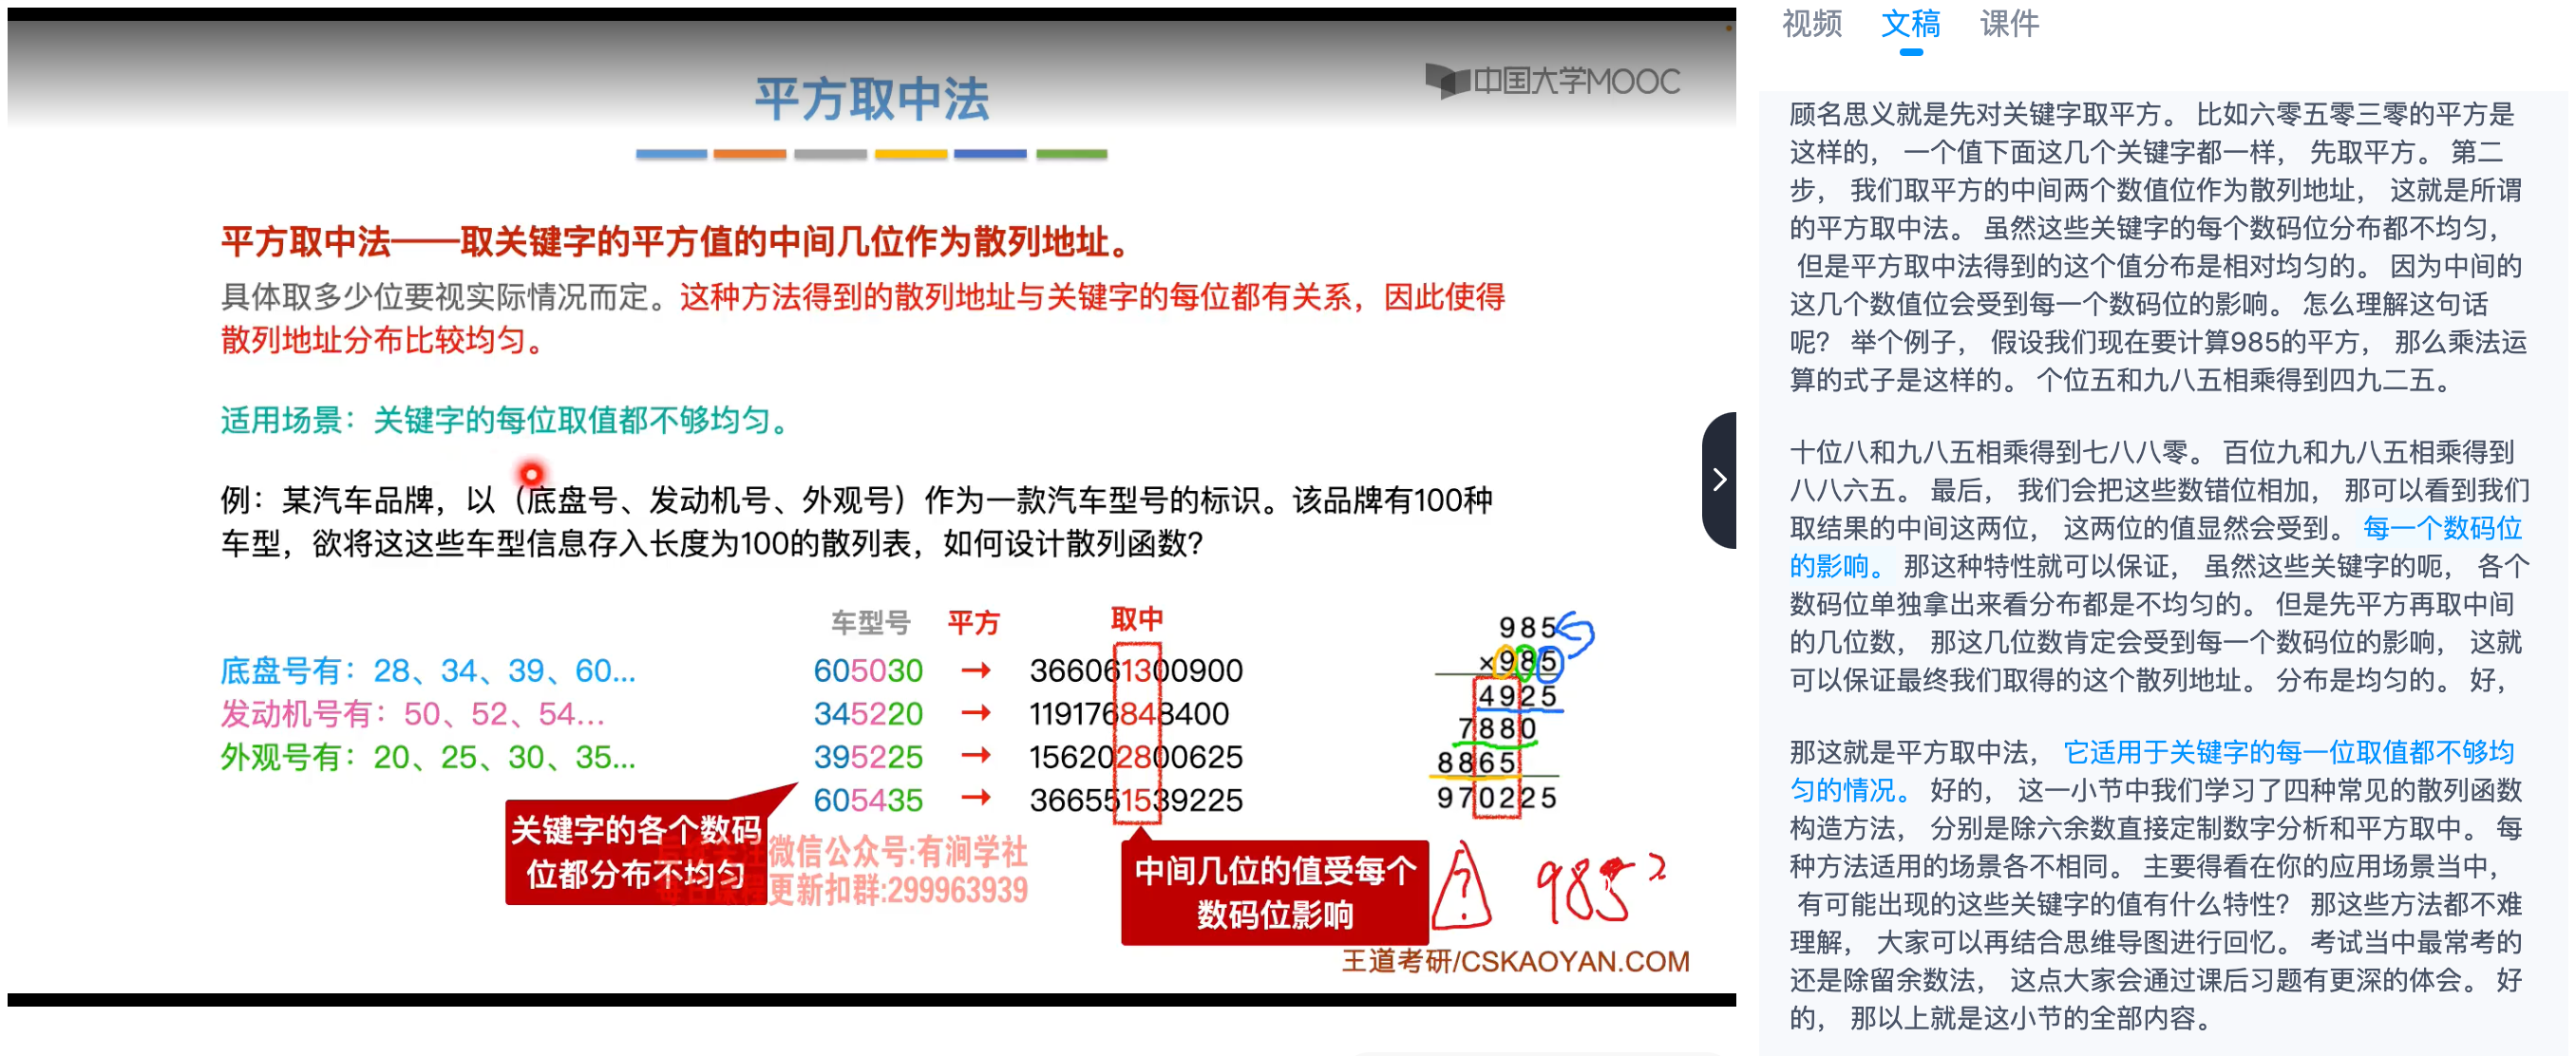 平方取中法
中国大学MOOC
平方取中法——取关键字的平方值的中间几位作为散列地址。
具体取多少位要视实际情况而定。这种方法得到的散列地址与关键字的每位都有关系，因此使得
散列地址分布比较均匀。
适用场景：关键字的每位取值都不够均匀。
例：某汽车品牌，以（底盘号、发动机号、外观号）作为一款汽车型号的标识。该品牌有100种
车型，欲将这这些车型信息存入长度为100的散列表，如何设计散列函数？
底盘号有：28、34、39、60...
发动机号有：50、52、54...
外观号有：20、25、30、35...
车型号 平方 取中
605030 → 366061300900
345220 → 119176848400
395225 → 156202800625
605435 → 366551539225
关键字的各个数码
位都分布不均匀
微信公众号:有涧学社
更新扣群:299963939
中间几位的值受每个
数码位影响
985
×985
4925
7880
8865
970225
? 985²
王道考研/CSKAOYAN.COM
视频 文稿 课件
顾名思义就是先对关键字取平方。 比如六零五零三零的平方是
这样的， 一个值下面这几个关键字都一样， 先取平方。 第二
步， 我们取平方的中间两个数值位作为散列地址， 这就是所谓
的平方取中法。 虽然这些关键字的每个数码位分布都不均匀，
但是平方取中法得到的这个值分布是相对均匀的。 因为中间的
这几个数值位会受到每一个数码位的影响。 怎么理解这句话
呢？ 举个例子， 假设我们现在要计算985的平方， 那么乘法运
算的式子是这样的。 个位五和九八五相乘得到四九二五。
十位八和九八五相乘得到七八八零。 百位九和九八五相乘得到
八八六五。 最后， 我们会把这些数错位相加， 那可以看到我们
取结果的中间这两位， 这两位的值显然会受到。 每一个数码位
的影响。 那这种特性就可以保证， 虽然这些关键字的呃， 各个
数码位单独拿出来看分布都是不均匀的。 但是先平方再取中间
的几位数， 那这几位数肯定会受到每一个数码位的影响， 这就
可以保证最终我们取得的这个散列地址。 分布是均匀的。 好，
那这就是平方取中法， 它适用于关键字的每一位取值都不够均
匀的情况。 好的， 这一小节中我们学习了四种常见的散列函数
构造方法， 分别是除六余数直接定制数字分析和平方取中。 每
种方法适用的场景各不相同。 主要得看在你的应用场景当中，
有可能出现的这些关键字的值有什么特性？ 那这些方法都不难
理解， 大家可以再结合思维导图进行回忆。 考试当中最常考的
还是除留余数法， 这点大家会通过课后习题有更深的体会。 好
的， 那以上就是这小节的全部内容。